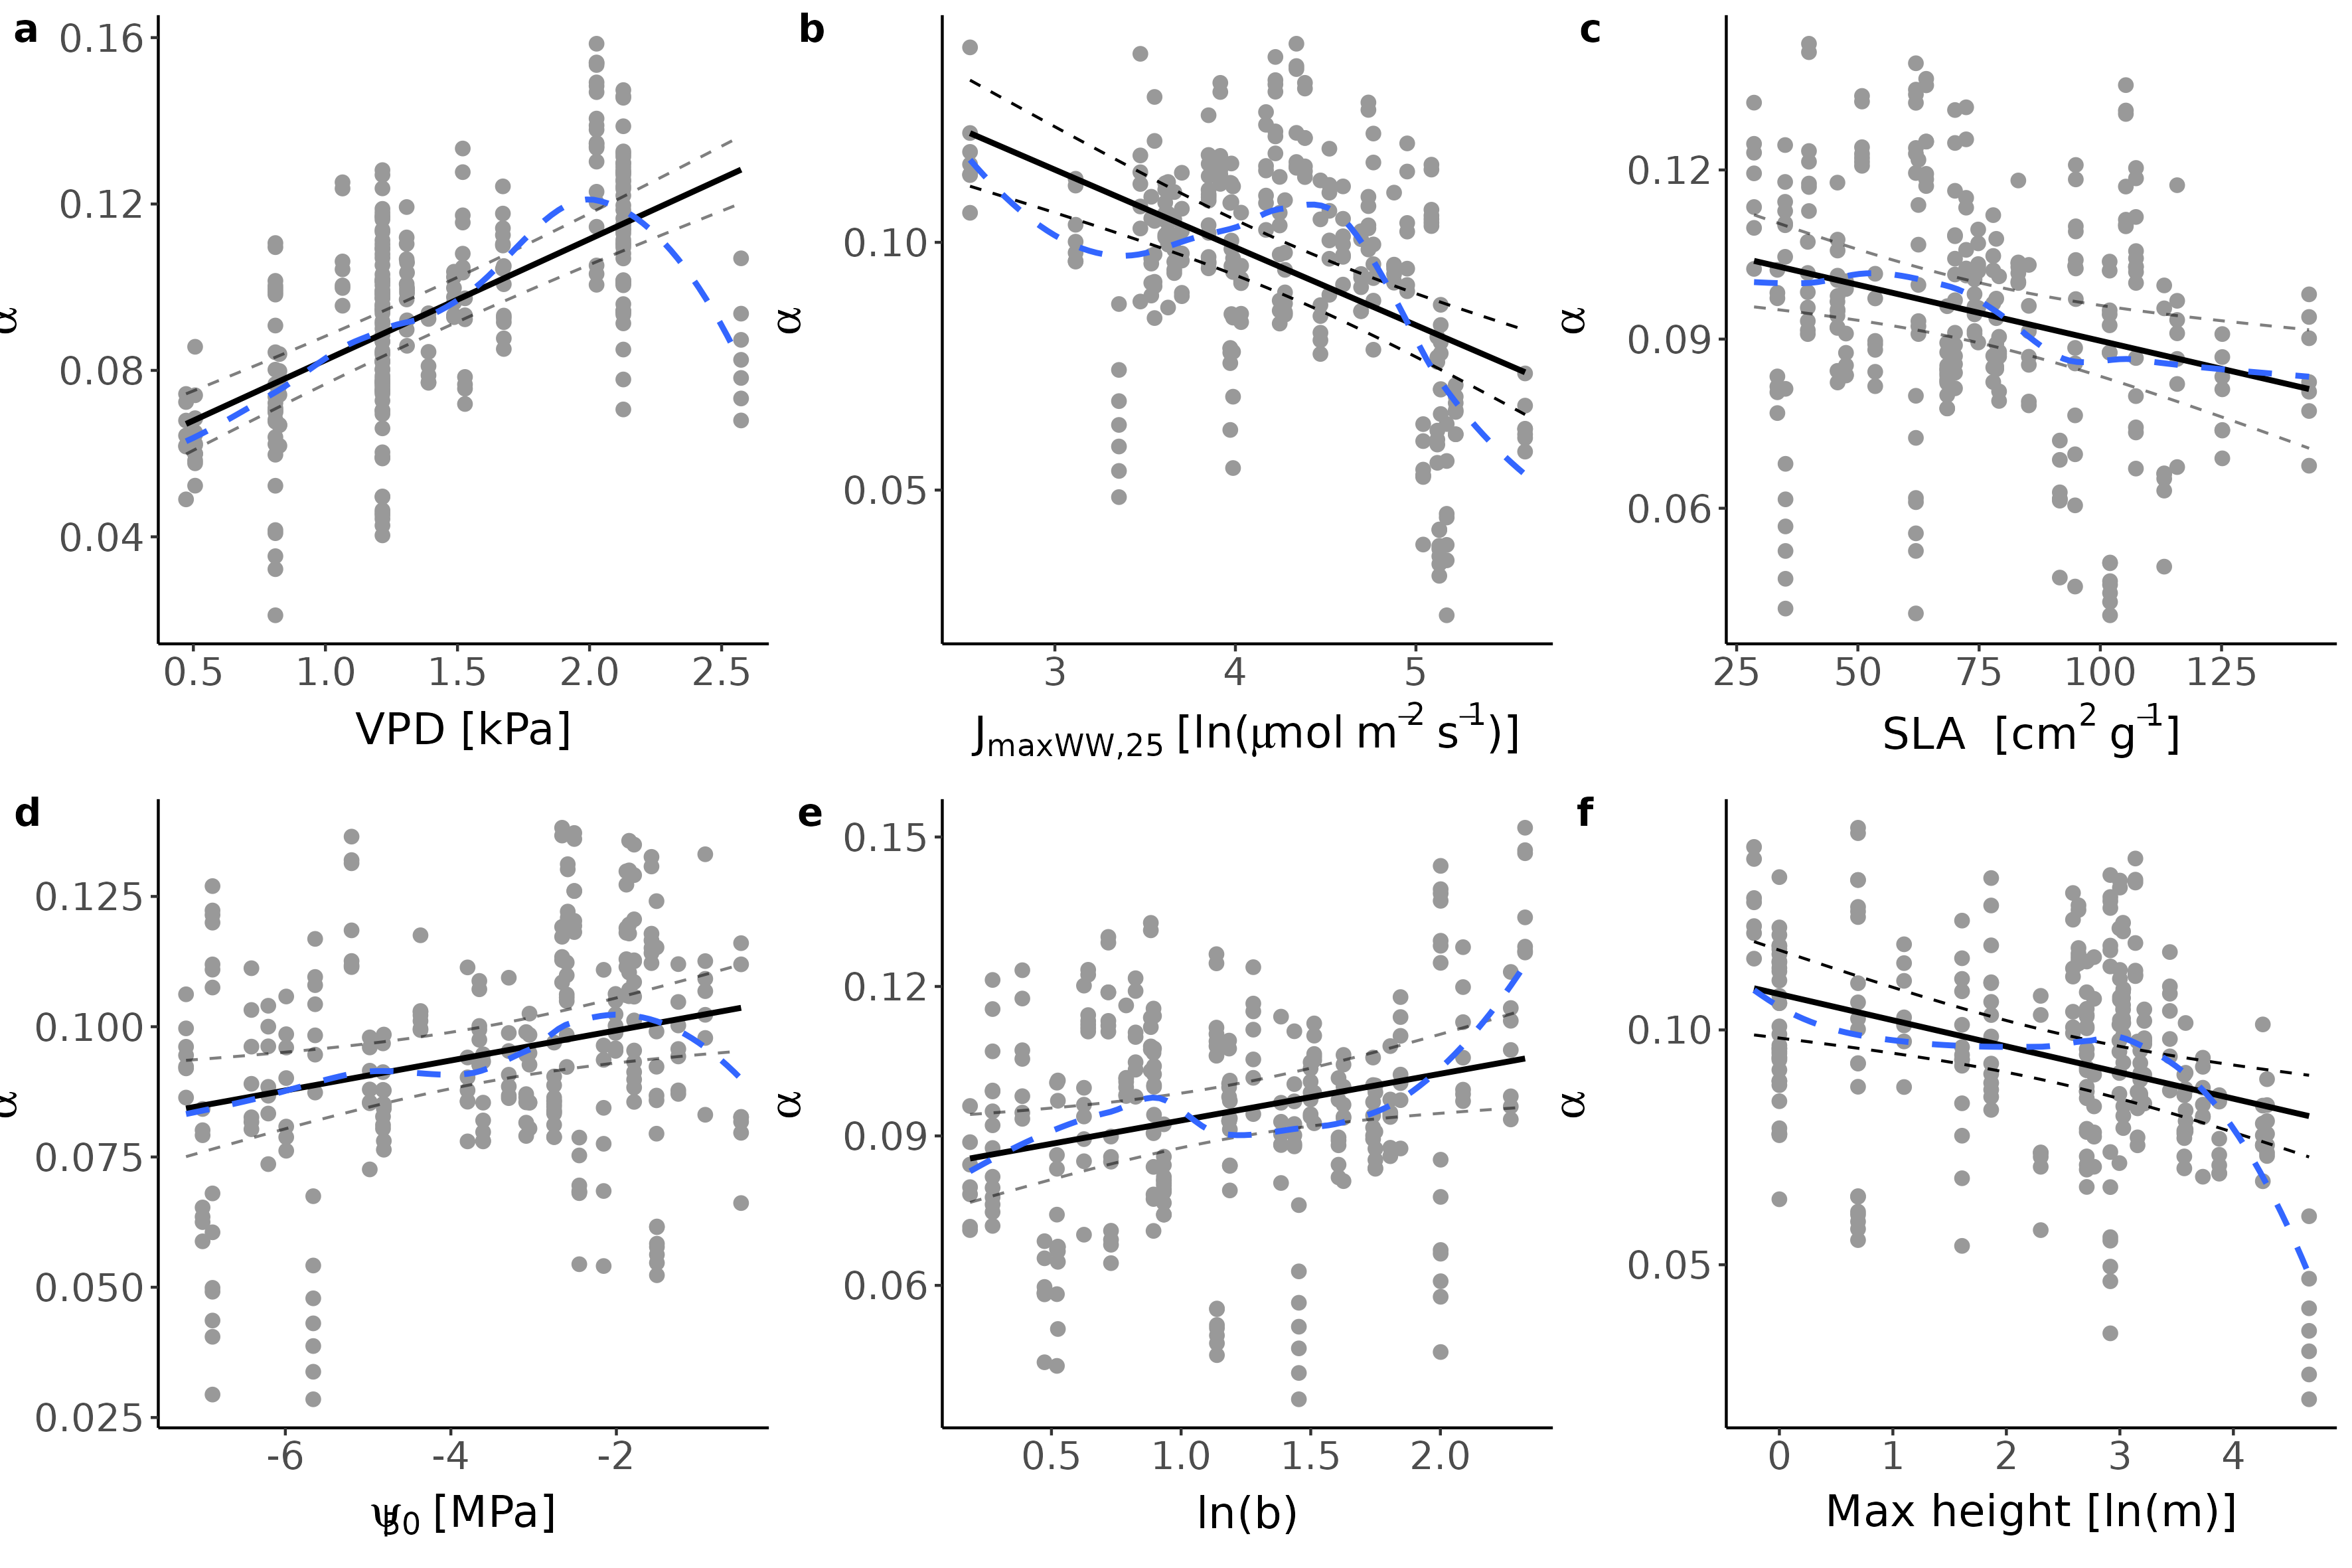 a
0.16
0.12
0.08
0.04
α
0.5 1.0 1.5 2.0 2.5
VPD [kPa]
b
0.10
0.05
α
3 4 5
JmaxWW,25 [ln(μmol m−2 s−1)]
c
0.12
0.09
0.06
α
25 50 75 100 125
SLA [cm2 g−1]
d
0.125
0.100
0.075
0.050
0.025
α
-6 -4 -2
ψ50 [MPa]
e
0.15
0.12
0.09
0.06
α
0.5 1.0 1.5 2.0
ln(b)
f
0.10
0.05
α
0 1 2 3 4
Max height [ln(m)]